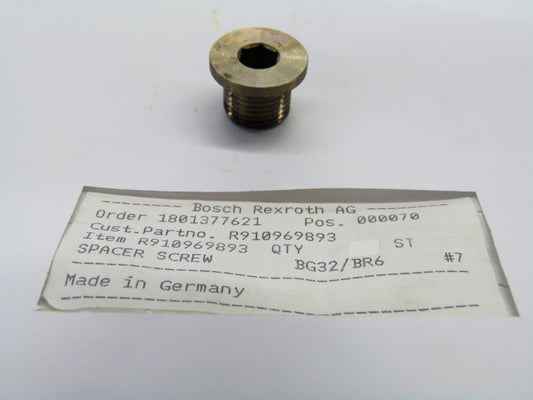 Bosch Rexroth AG
Order 1801377621 Pos. 000070
Cust.Partno. R910969893
Item R910969893 QTY ST
SPACER SCREW BG32/BR6 #7
Made in Germany